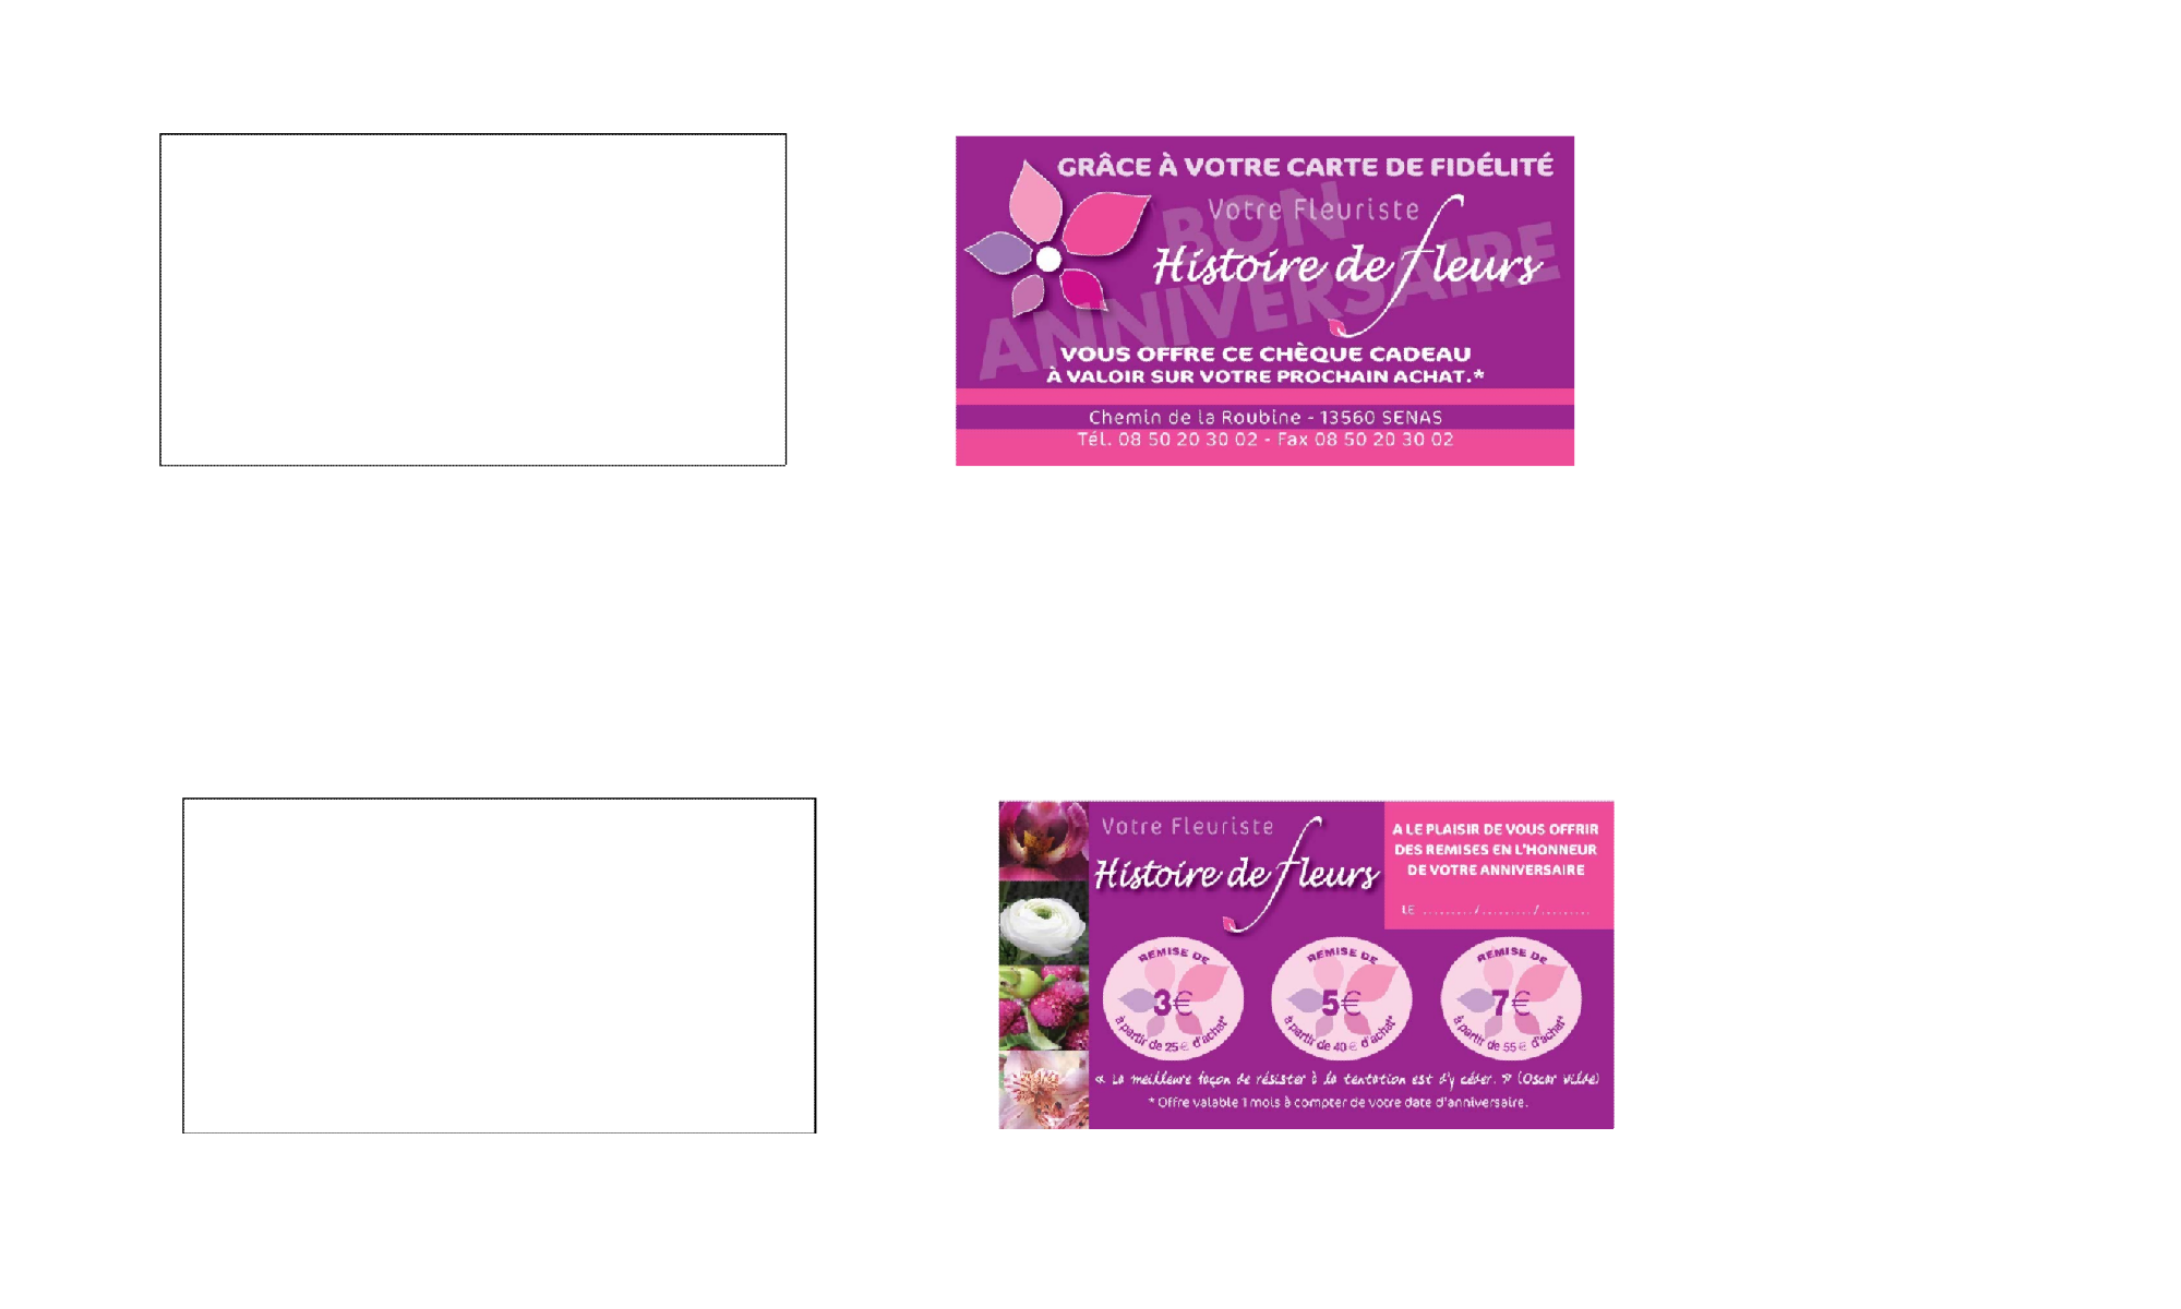 GRÂCE À VOTRE CARTE DE FIDÉLITÉ
BON
ANNIVERSAIRE
Votre Fleuriste
Histoire de fleurs
VOUS OFFRE CE CHÈQUE CADEAU
À VALOIR SUR VOTRE PROCHAIN ACHAT.*
Chemin de la Roubine - 13560 SENAS
Tél. 08 50 20 30 02 - Fax 08 50 20 30 02
Votre Fleuriste
Histoire de fleurs
A LE PLAISIR DE VOUS OFFRIR
DES REMISES EN L'HONNEUR
DE VOTRE ANNIVERSAIRE
LE ........./........./.........
REMISE DE
3€
à partir de 25€ d'achat*
REMISE DE
5€
à partir de 40€ d'achat*
REMISE DE
7€
à partir de 55€ d'achat*
« La meilleure façon de résister à la tentation est d'y céder. » (Oscar Wilde)
* Offre valable 1 mois à compter de votre date d'anniversaire.